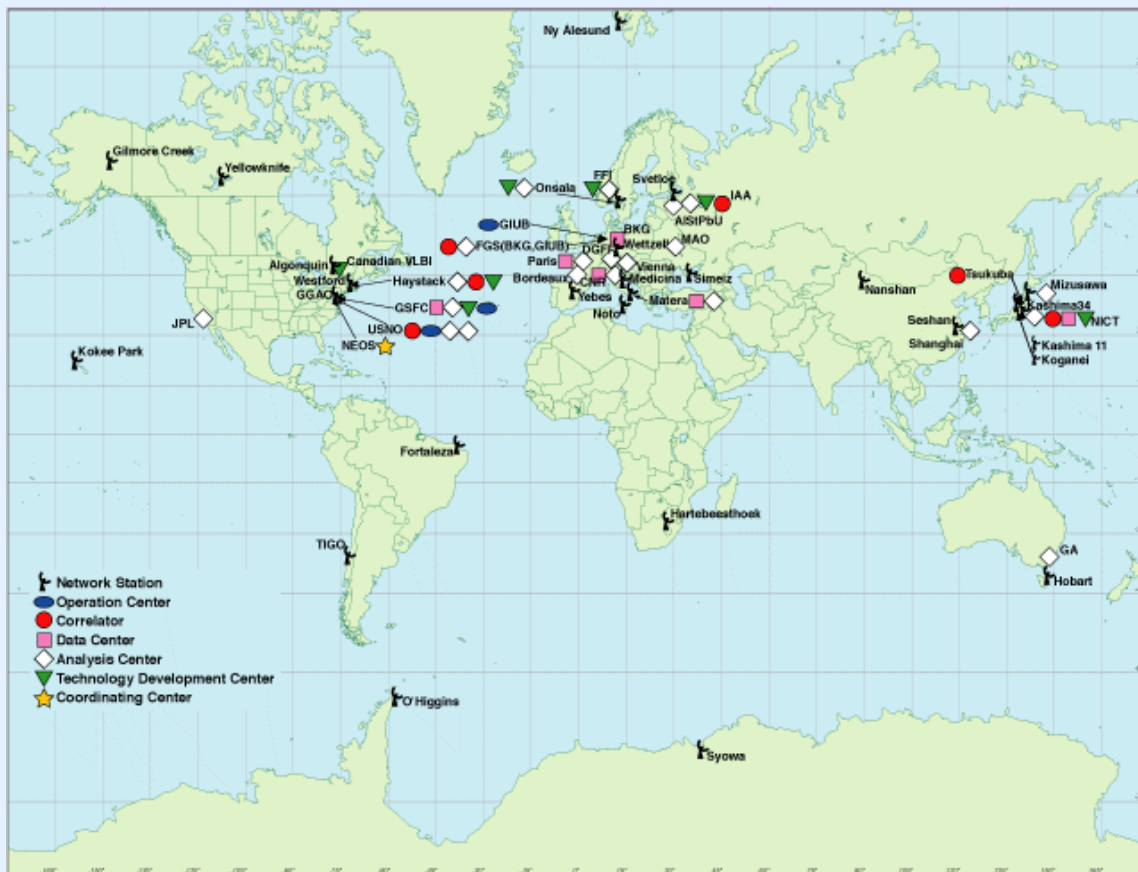 Ny Alesund
Gilmore Creek
Yellowknife
FFI
Onsala
Svetloe
IAA
AIStPbU
GIUB
BKG
FGS(BKG,GIUB)
Wettzell
MAO
Algonquin
Canadian VLBI
Paris
Vienna
Westford
Haystack
Bordeaux
CNR
Medicina
Simeiz
Nanshan
Tsukuba
Mizusawa
GGAO
GSFC
Yebes
Matera
Noto
Kashima34
JPL
USNO
Seshan
NICT
NEOS
Shanghai
Kashima 11
Kokee Park
Koganei
Fortaleza
Hartebeesthoek
TIGO
GA
Hobart
Network Station
Operation Center
Correlator
Data Center
Analysis Center
Technology Development Center
Coordinating Center
O'Higgins
Syowa